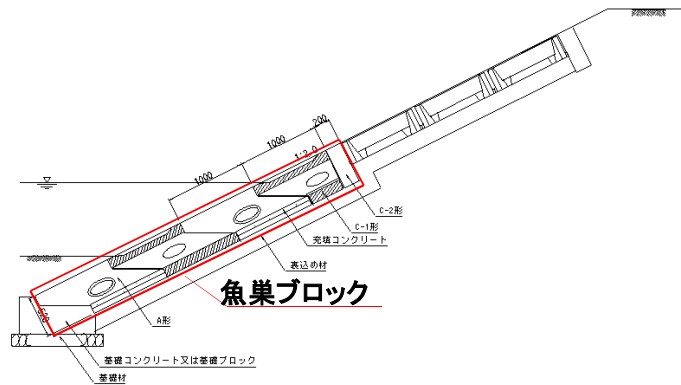 200
1000
1:2.0
1000
C-2形
C-1形
充填コンクリート
裏込め材
魚巣ブロック
500
A形
基礎コンクリート又は基礎ブロック
基礎材